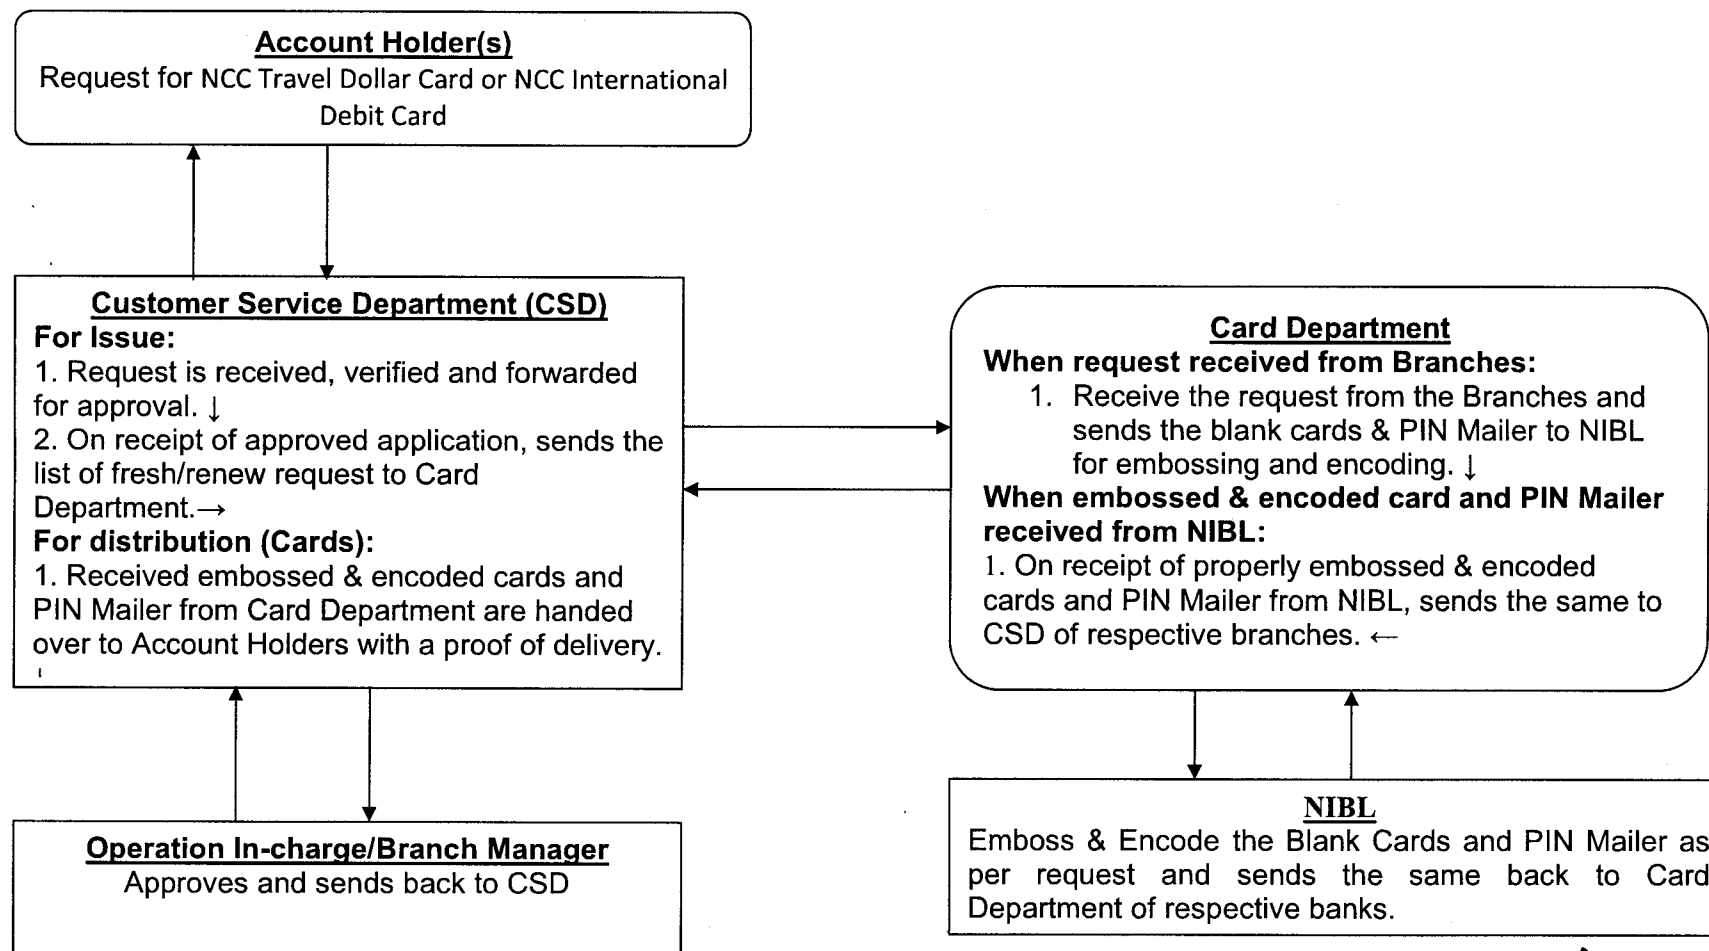 Account Holder(s)
Request for NCC Travel Dollar Card or NCC International
Debit Card
Customer Service Department (CSD)
For Issue:
1. Request is received, verified and forwarded
for approval. ↓
2. On receipt of approved application, sends the
list of fresh/renew request to Card
Department.→
For distribution (Cards):
1. Received embossed & encoded cards and
PIN Mailer from Card Department are handed
over to Account Holders with a proof of delivery.
Card Department
When request received from Branches:
1. Receive the request from the Branches and
sends the blank cards & PIN Mailer to NIBL
for embossing and encoding. ↓
When embossed & encoded card and PIN Mailer
received from NIBL:
1. On receipt of properly embossed & encoded
cards and PIN Mailer from NIBL, sends the same to
CSD of respective branches. ←
Operation In-charge/Branch Manager
Approves and sends back to CSD
NIBL
Emboss & Encode the Blank Cards and PIN Mailer as
per request and sends the same back to Card
Department of respective banks.